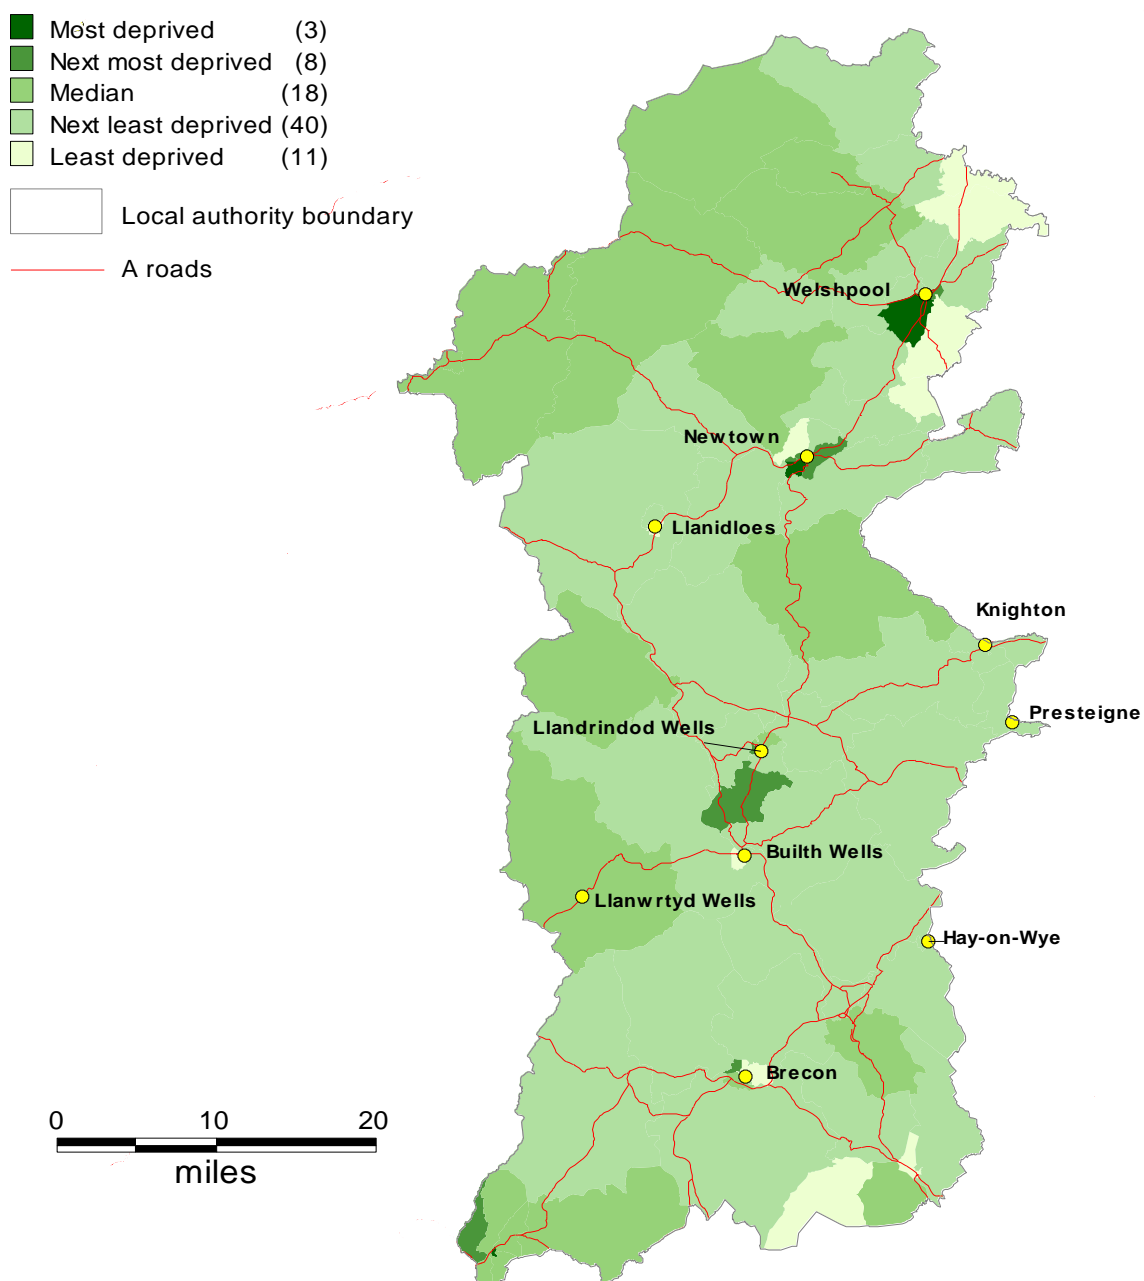 Most deprived (3)
Next most deprived (8)
Median (18)
Next least deprived (40)
Least deprived (11)
Local authority boundary
A roads
Welshpool
Newtown
Llanidloes
Knighton
Presteigne
Llandrindod Wells
Builth Wells
Llanwrtyd Wells
Hay-on-Wye
Brecon
0 10 20
miles